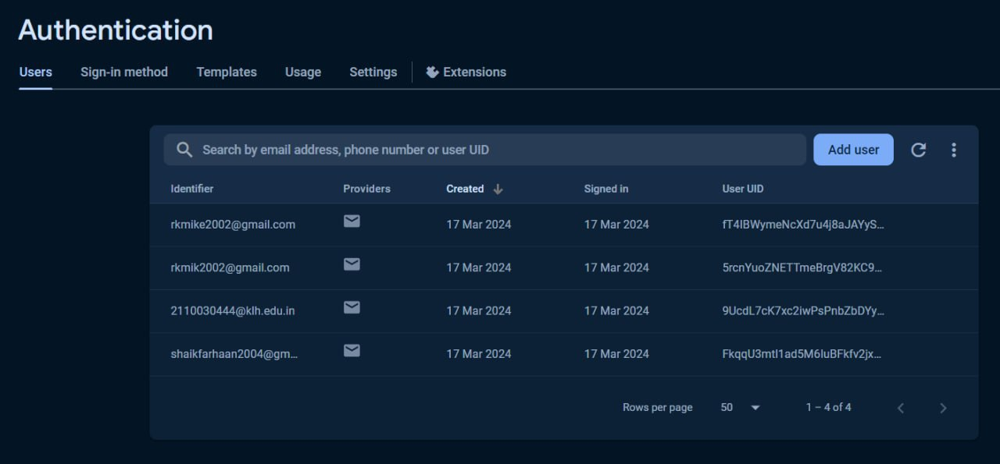 Authentication
Users Sign-in method Templates Usage Settings Extensions
Search by email address, phone number or user UID Add user
Identifier Providers Created Signed in User UID
rkmike2002@gmail.com 17 Mar 2024 17 Mar 2024 fT4IBWymeNcXd7u4j8aJAYyS...
rkmik2002@gmail.com 17 Mar 2024 17 Mar 2024 5rcnYuoZNETTmeBrgV82KC9...
2110030444@klh.edu.in 17 Mar 2024 17 Mar 2024 9UcdL7cK7xc2iwPsPnbZbDYy...
shaikfarhaan2004@gm... 17 Mar 2024 17 Mar 2024 FkqqU3mtI1ad5M6IuBFkfv2jx...
Rows per page 50 1 – 4 of 4